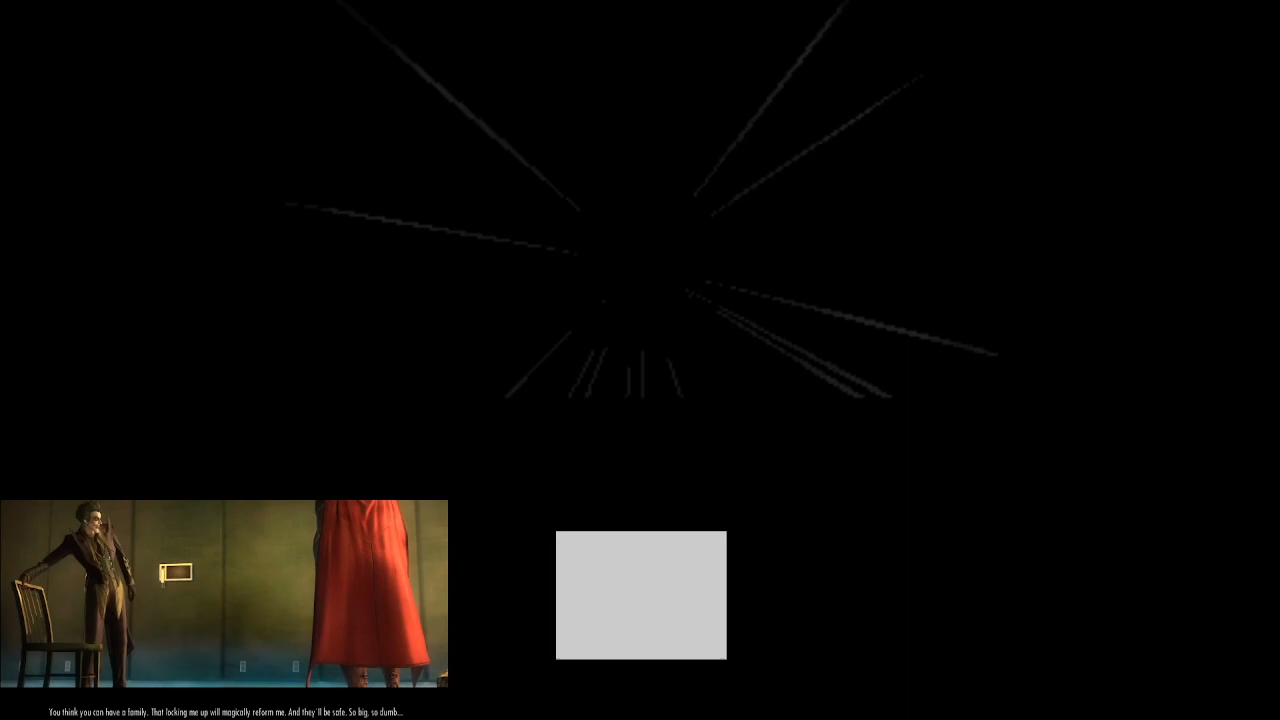 You think you can have a family. That locking me up will magically reform me. And they'll be safe. So big, so dumb...